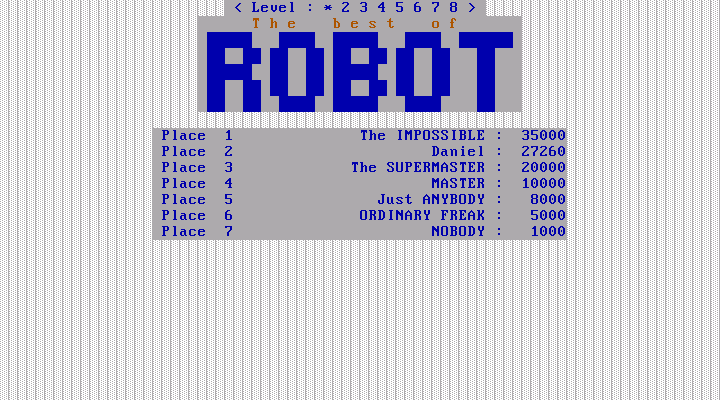 < Level : * 2 3 4 5 6 7 8 >
The best of
ROBOT
Place 1 The IMPOSSIBLE : 35000
Place 2 Daniel : 27260
Place 3 The SUPERMASTER : 20000
Place 4 MASTER : 10000
Place 5 Just ANYBODY : 8000
Place 6 ORDINARY FREAK : 5000
Place 7 NOBODY : 1000